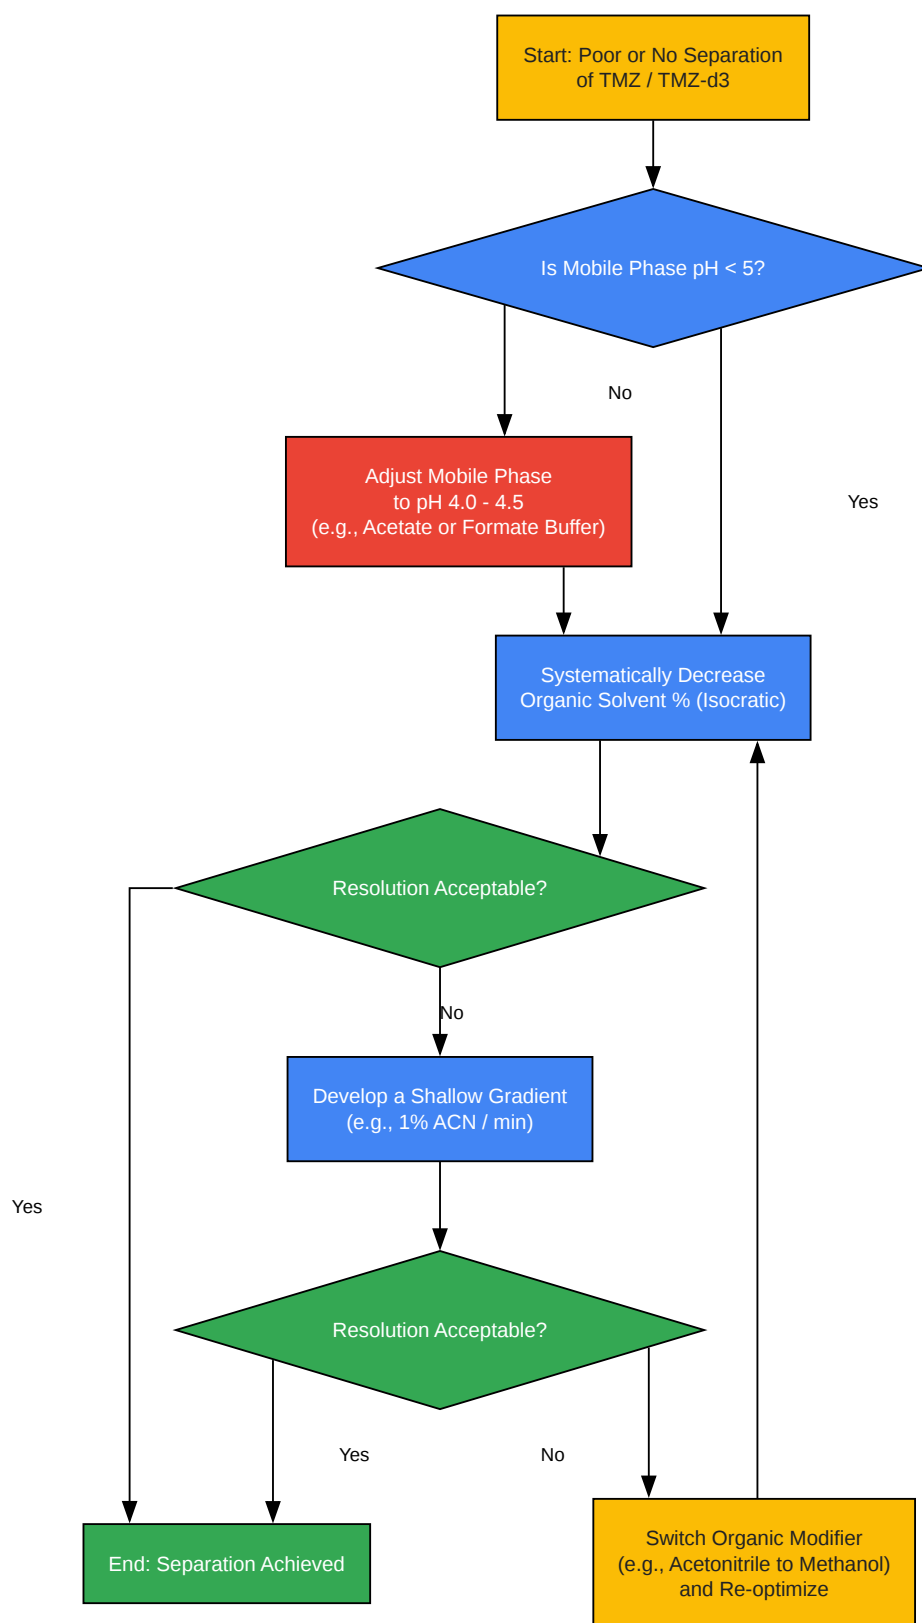 Start: Poor or No Separation
of TMZ / TMZ-d3
Is Mobile Phase pH < 5?
No
Adjust Mobile Phase
to pH 4.0 - 4.5
(e.g., Acetate or Formate Buffer)
Yes
Systematically Decrease
Organic Solvent % (Isocratic)
Resolution Acceptable?
No
Develop a Shallow Gradient
(e.g., 1% ACN / min)
Yes
Resolution Acceptable?
Yes
No
End: Separation Achieved
Switch Organic Modifier
(e.g., Acetonitrile to Methanol)
and Re-optimize